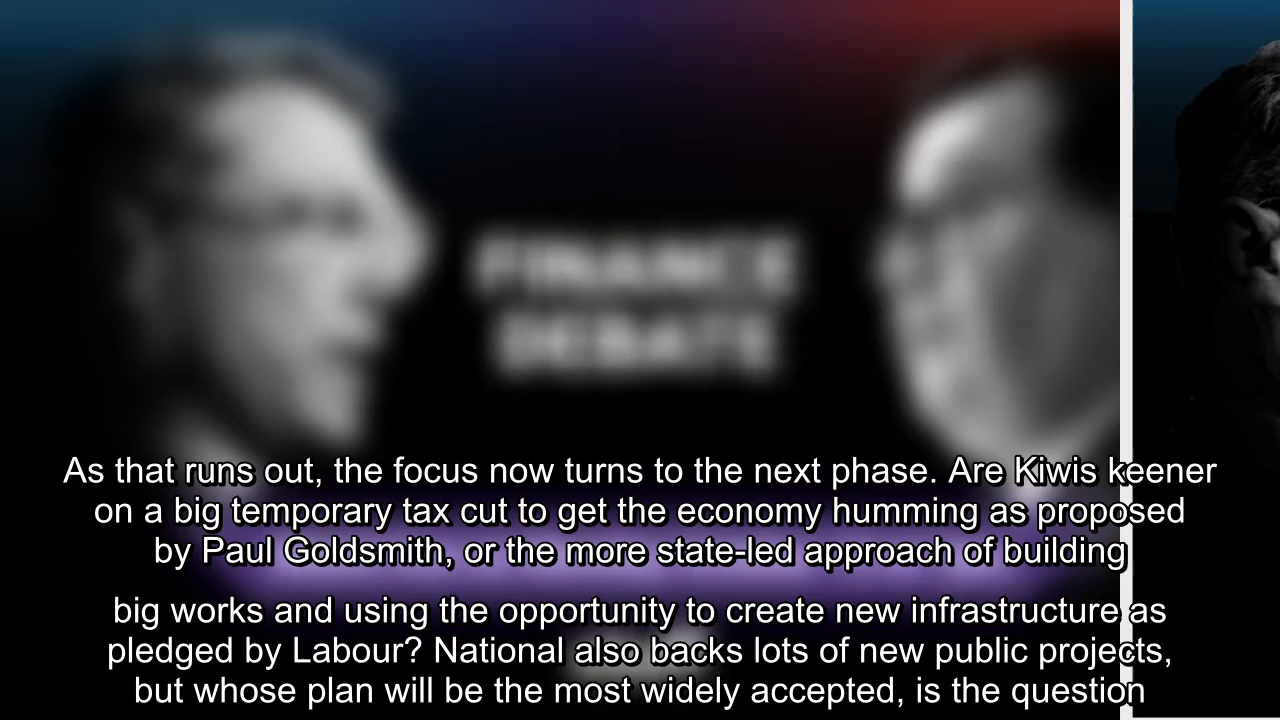 FINANCE
DEBATE
As that runs out, the focus now turns to the next phase. Are Kiwis keener
on a big temporary tax cut to get the economy humming as proposed
by Paul Goldsmith, or the more state-led approach of building
big works and using the opportunity to create new infrastructure as
pledged by Labour? National also backs lots of new public projects,
but whose plan will be the most widely accepted, is the question